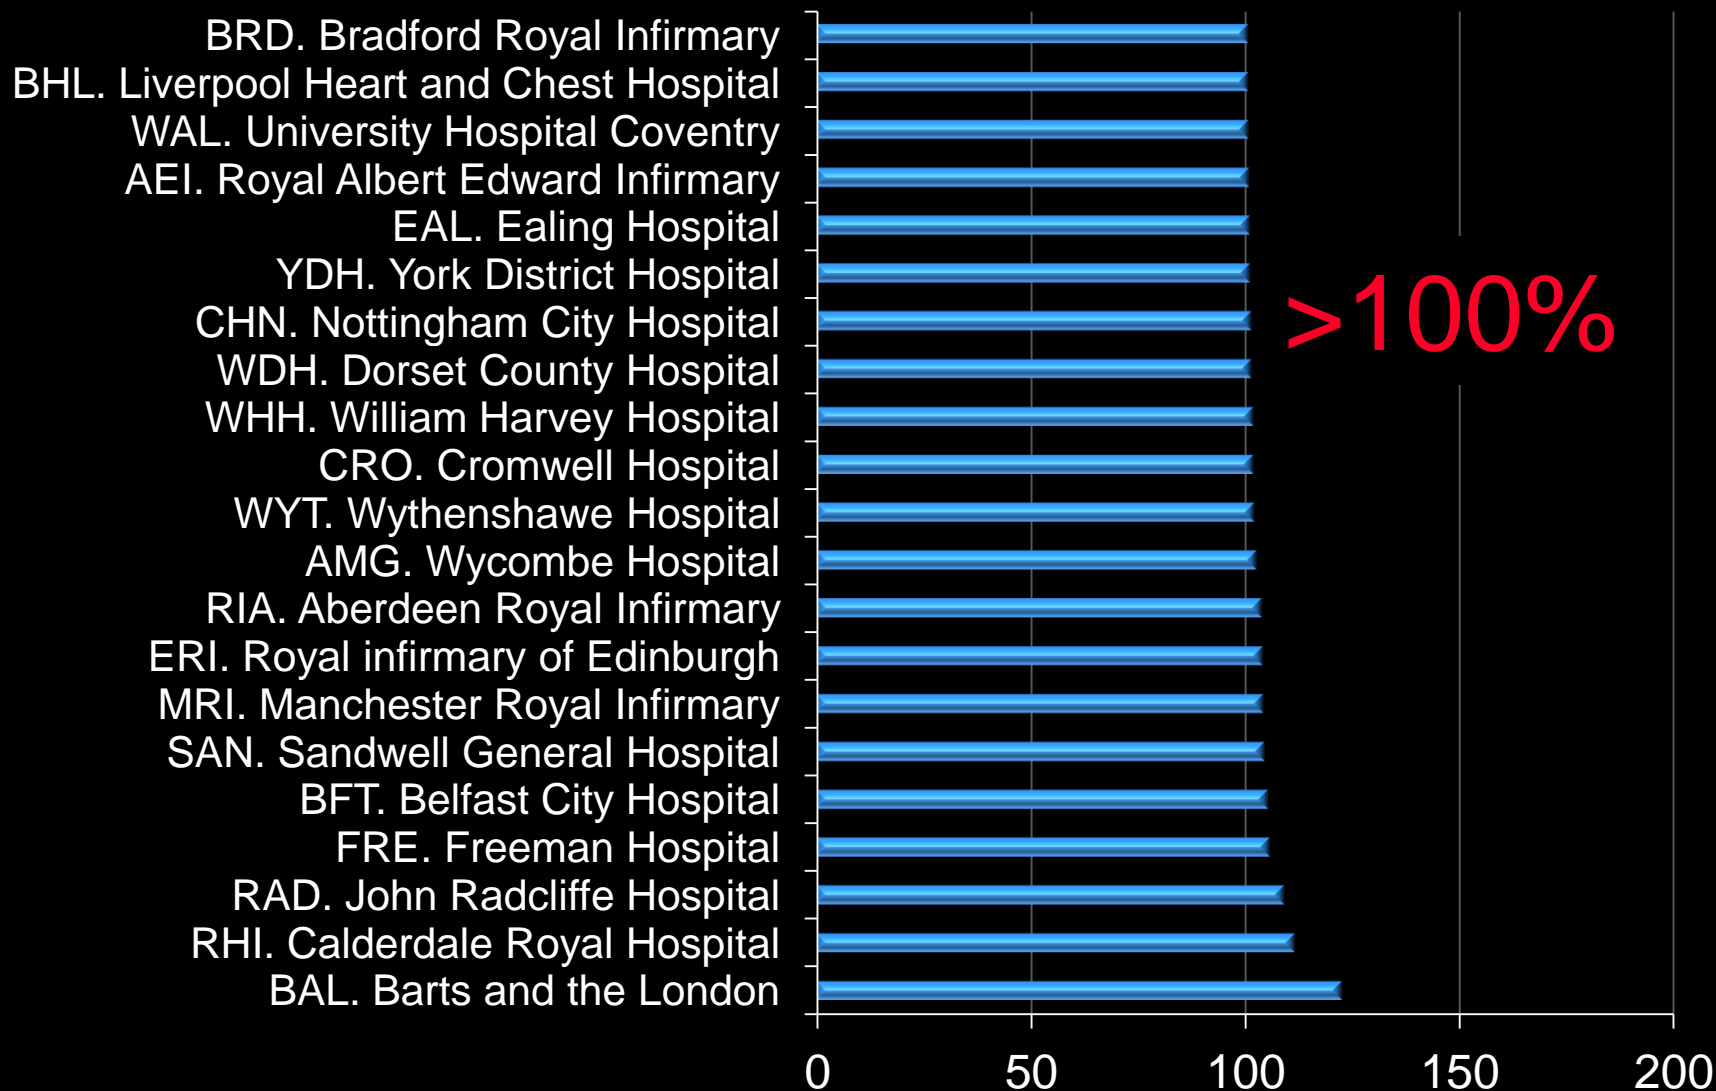 BRD. Bradford Royal Infirmary
BHL. Liverpool Heart and Chest Hospital
WAL. University Hospital Coventry
AEI. Royal Albert Edward Infirmary
EAL. Ealing Hospital
YDH. York District Hospital
CHN. Nottingham City Hospital
>100%
WDH. Dorset County Hospital
WHH. William Harvey Hospital
CRO. Cromwell Hospital
WYT. Wythenshawe Hospital
AMG. Wycombe Hospital
RIA. Aberdeen Royal Infirmary
ERI. Royal infirmary of Edinburgh
MRI. Manchester Royal Infirmary
SAN. Sandwell General Hospital
BFT. Belfast City Hospital
FRE. Freeman Hospital
RAD. John Radcliffe Hospital
RHI. Calderdale Royal Hospital
BAL. Barts and the London
0 50 100 150 200